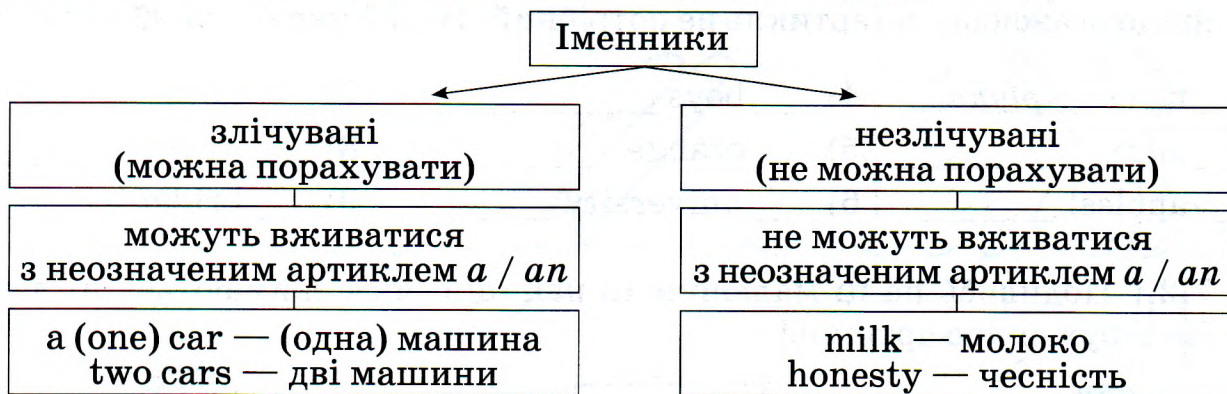 Іменники
злічувані
(можна порахувати)
можуть вживатися
з неозначеним артиклем a / an
a (one) car — (одна) машина
two cars — дві машини
незлічувані
(не можна порахувати)
не можуть вживатися
з неозначеним артиклем a / an
milk — молоко
honesty — чесність